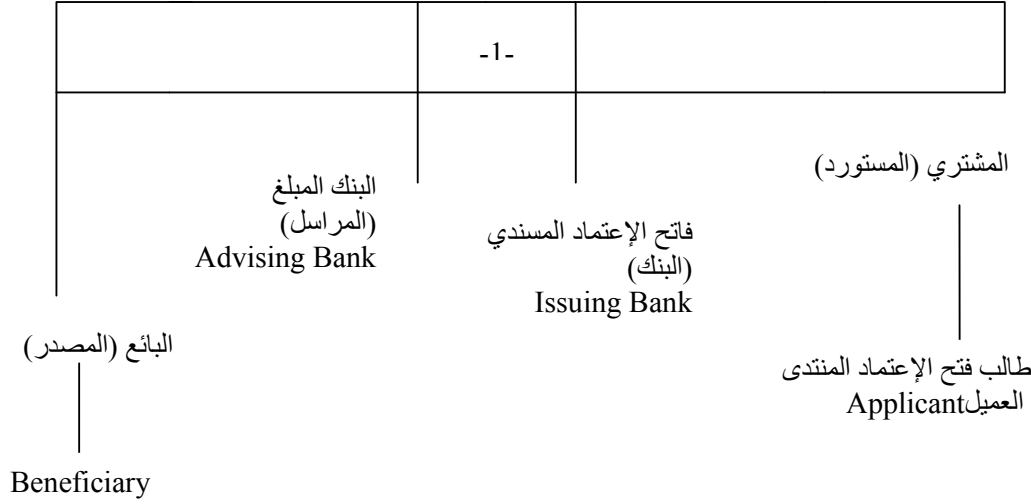 -1-
المشتري (المستورد)
طالب فتح الإعتماد المنتدى
العميلApplicant
فاتح الإعتماد المسندي
(البنك)
Issuing Bank
البنك المبلغ
(المراسل)
Advising Bank
البائع (المصدر)
Beneficiary